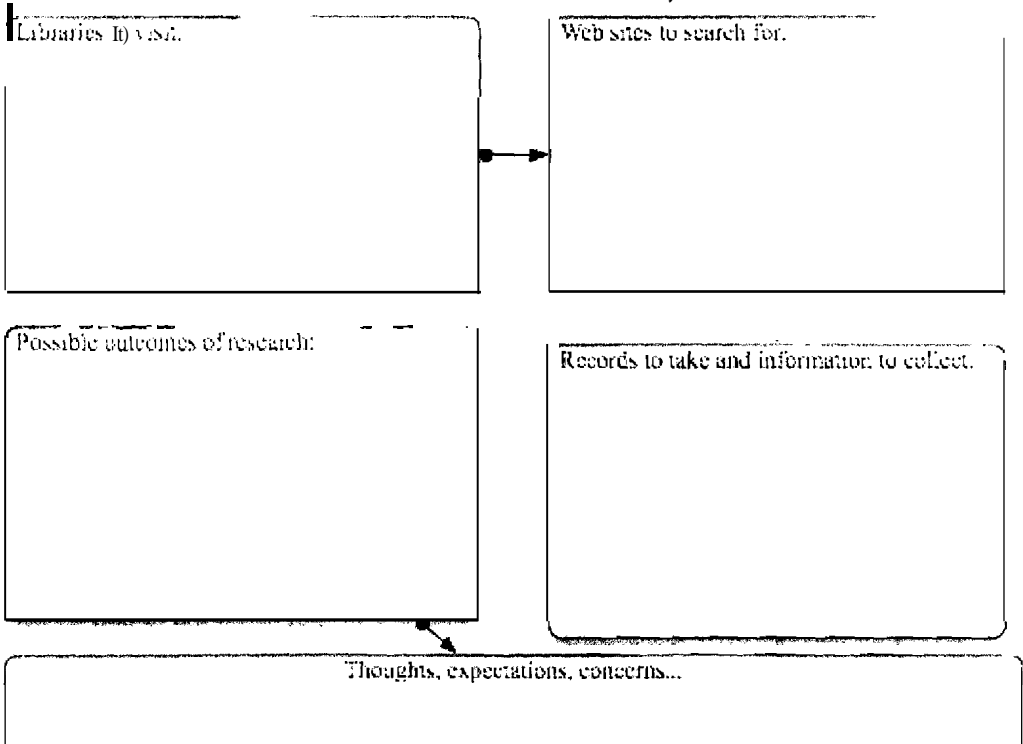 Libraries to visit:
Web sites to search for:
Possible outcomes of research:
Records to take and information to collect.
Thoughts, expectations, concerns...